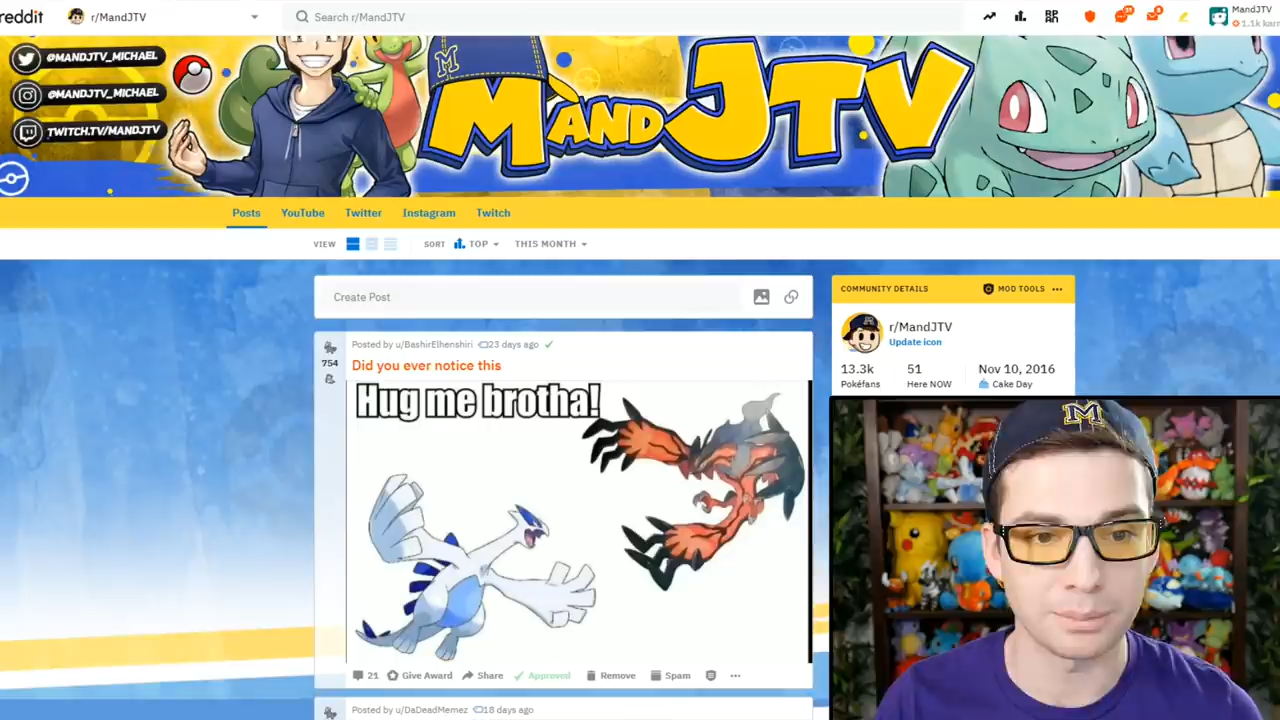 reddit
r/MandJTV
Search r/MandJTV
MandJTV
@MANDJTV_MICHAEL
@MANDJTV_MICHAEL
TWITCH.TV/MANDJTV
M
MANDJTV
Posts YouTube Twitter Instagram Twitch
VIEW SORT TOP THIS MONTH
Create Post
COMMUNITY DETAILS MOD TOOLS
r/MandJTV
Update icon
13.3k 51 Nov 10, 2016
Pokéfans Here NOW Cake Day
Posted by u/BashirElhenshiri 23 days ago
754
Did you ever notice this
Hug me brotha!
M
21 Give Award Share Approved Remove Spam
Posted by u/DaDeadMemez 18 days ago